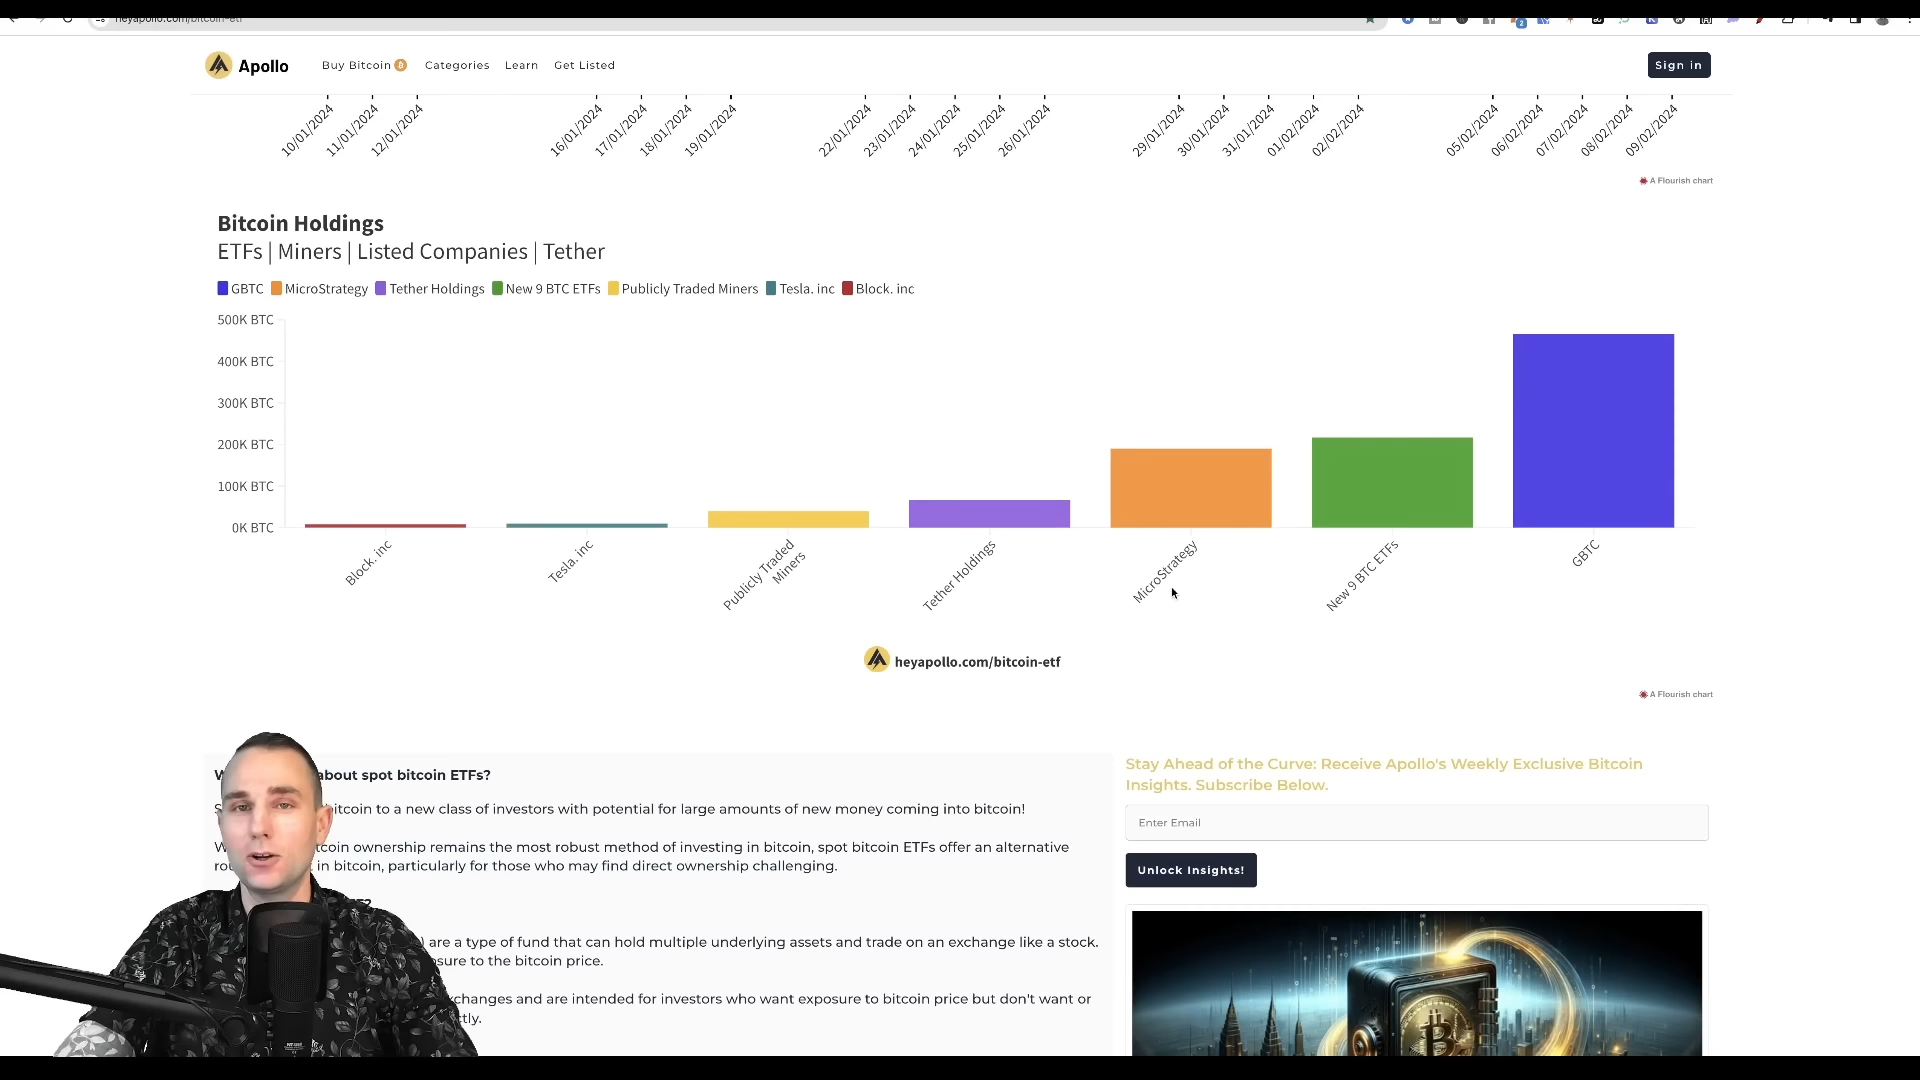 heyapollo.com/bitcoin-etf
Apollo
Buy Bitcoin
Categories
Learn
Get Listed
Sign in
10/01/2024
11/01/2024
12/01/2024
16/01/2024
17/01/2024
18/01/2024
19/01/2024
22/01/2024
23/01/2024
24/01/2024
25/01/2024
26/01/2024
29/01/2024
30/01/2024
31/01/2024
01/02/2024
02/02/2024
05/02/2024
06/02/2024
07/02/2024
08/02/2024
09/02/2024
A Flourish chart
Bitcoin Holdings
ETFs | Miners | Listed Companies | Tether
GBTC MicroStrategy Tether Holdings New 9 BTC ETFs Publicly Traded Miners Tesla. inc Block. inc
500K BTC
400K BTC
300K BTC
200K BTC
100K BTC
0K BTC
Block. inc
Tesla. inc
Publicly Traded
Miners
Tether Holdings
MicroStrategy
New 9 BTC ETFs
GBTC
heyapollo.com/bitcoin-etf
A Flourish chart
about spot bitcoin ETFs?
itcoin to a new class of investors with potential for large amounts of new money coming into bitcoin!
tcoin ownership remains the most robust method of investing in bitcoin, spot bitcoin ETFs offer an alternative
in bitcoin, particularly for those who may find direct ownership challenging.
) are a type of fund that can hold multiple underlying assets and trade on an exchange like a stock.
sure to the bitcoin price.
changes and are intended for investors who want exposure to bitcoin price but don't want or
ctly.
Stay Ahead of the Curve: Receive Apollo's Weekly Exclusive Bitcoin
Insights. Subscribe Below.
Enter Email
Unlock Insights!